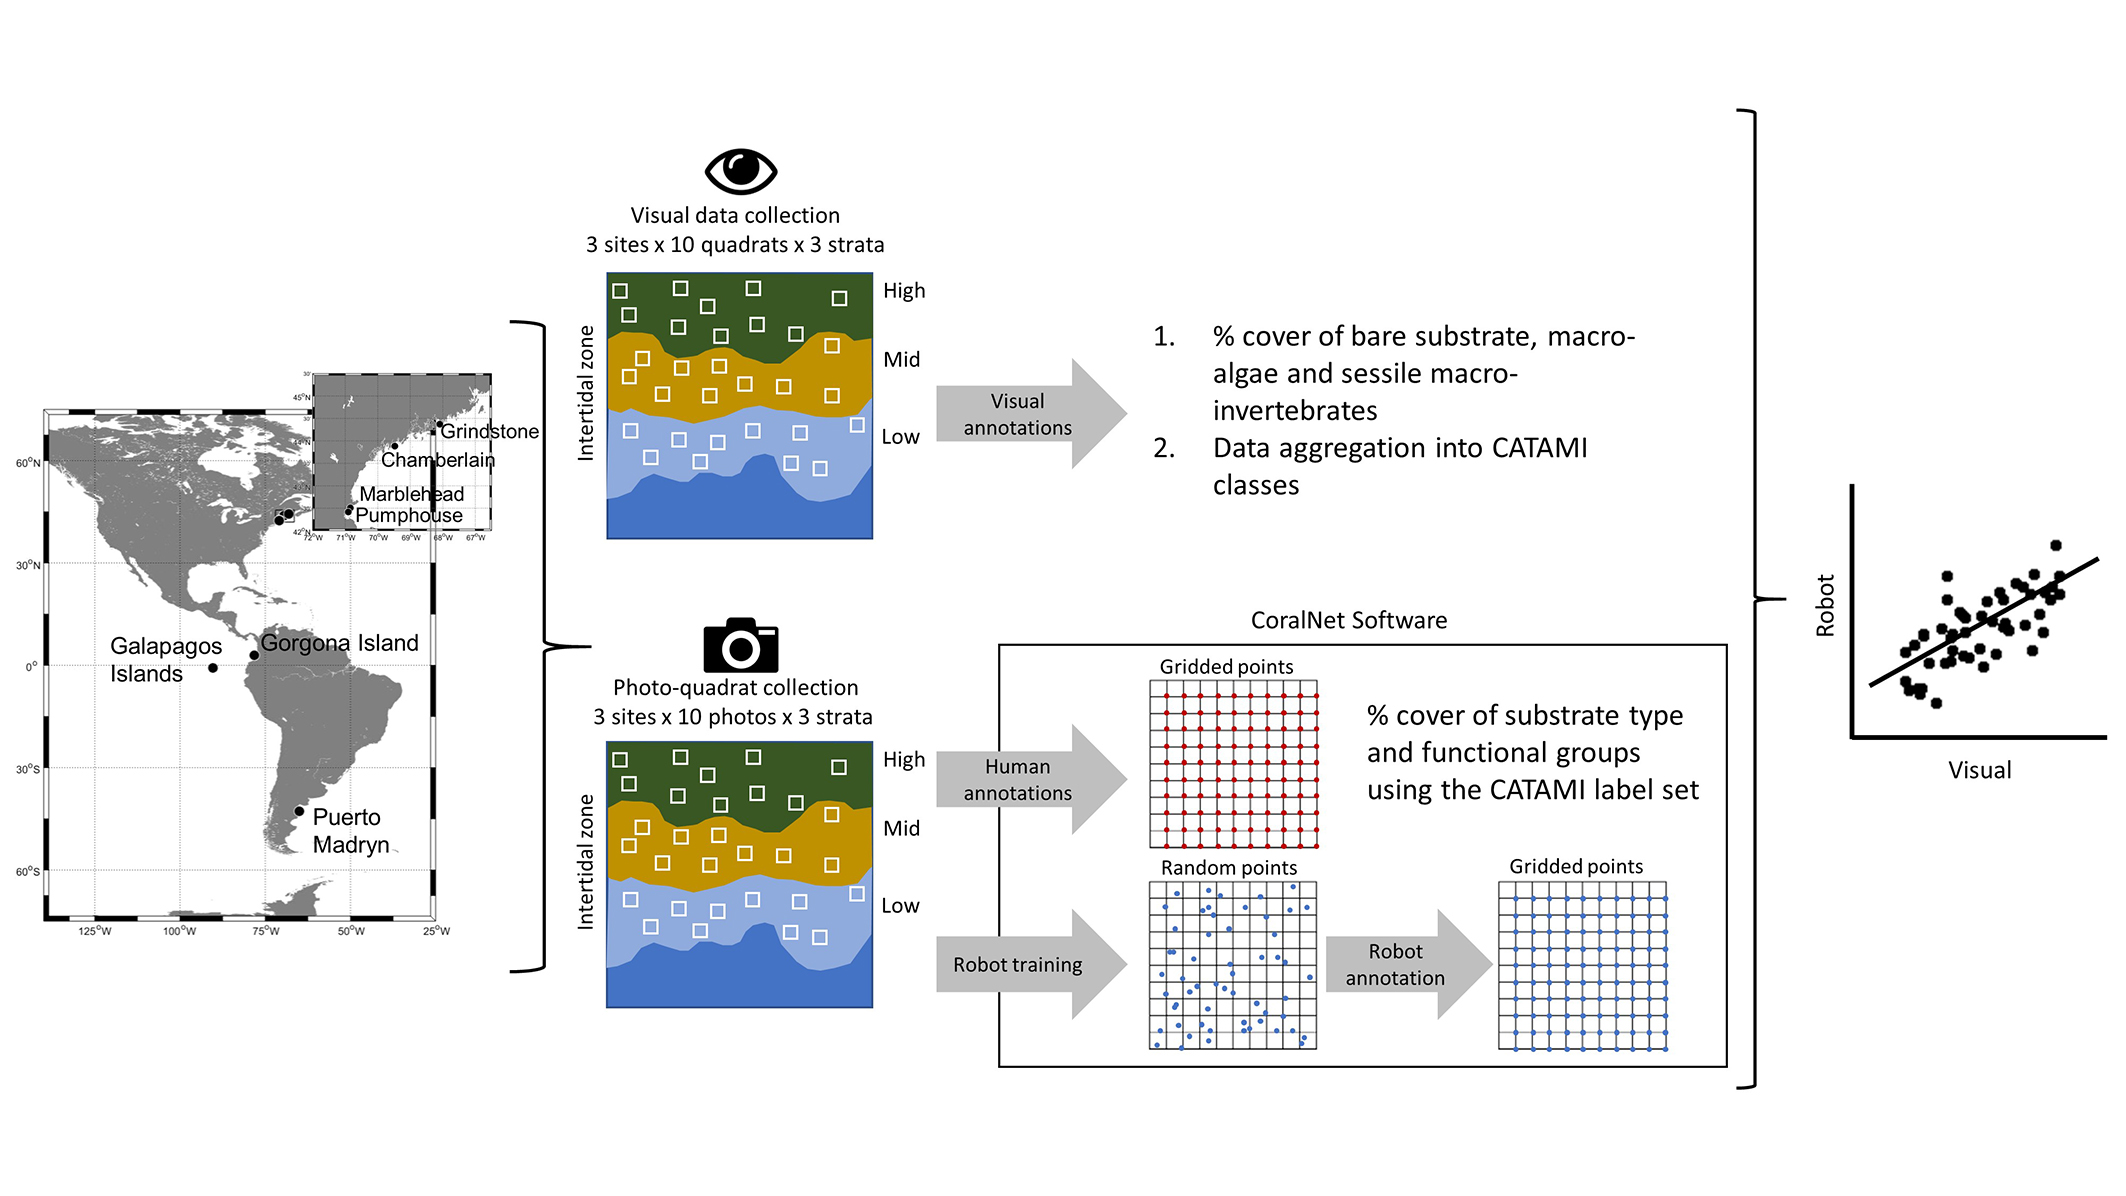 Visual data collection
3 sites x 10 quadrats x 3 strata
Intertidal zone
High
Mid
Low
Visual
annotations
1. % cover of bare substrate, macro-
algae and sessile macro-
invertebrates
2. Data aggregation into CATAMI
classes
45°N
Grindstone
Chamberlain
Marblehead
Pumphouse
42°N
72°W 71°W 70°W 69°W 68°W 67°W
60°N
30°N
0°
30°S
60°S
125°W 100°W 75°W 50°W 25°W
Galapagos
Islands
Gorgona Island
Puerto
Madryn
Photo-quadrat collection
3 sites x 10 photos x 3 strata
Intertidal zone
High
Mid
Low
Human
annotations
Robot training
CoralNet Software
Gridded points
% cover of substrate type
and functional groups
using the CATAMI label set
Random points
Robot
annotation
Gridded points
Robot
Visual